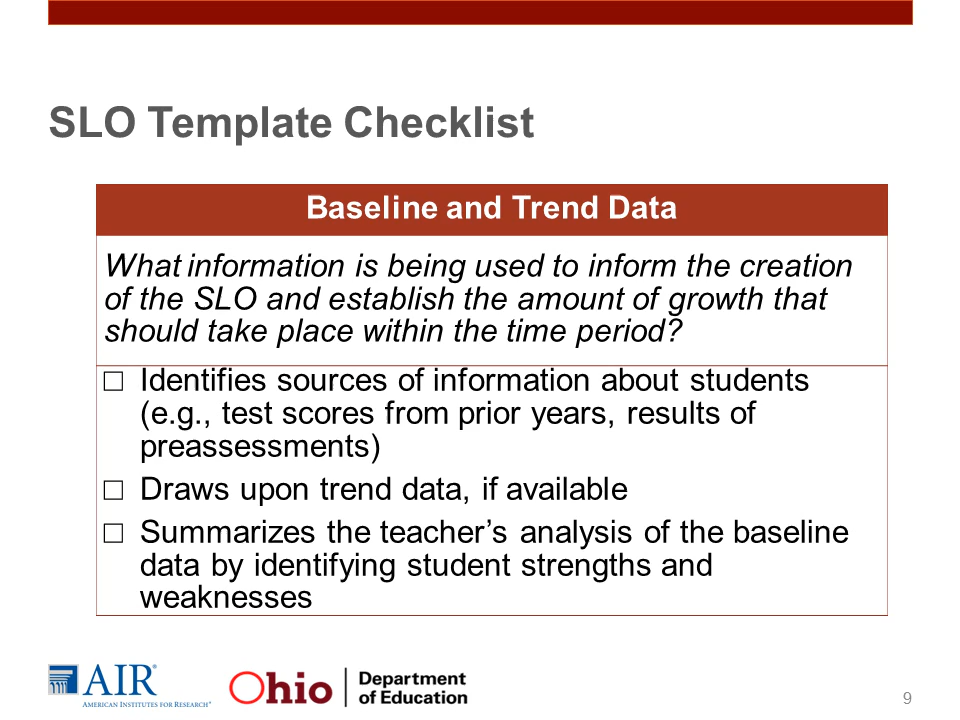 SLO Template Checklist
Baseline and Trend Data
What information is being used to inform the creation
of the SLO and establish the amount of growth that
should take place within the time period?
□ Identifies sources of information about students
(e.g., test scores from prior years, results of
preassessments)
□ Draws upon trend data, if available
□ Summarizes the teacher’s analysis of the baseline
data by identifying student strengths and
weaknesses
AIR®
AMERICAN INSTITUTES FOR RESEARCH®
Ohio
Department
of Education
9